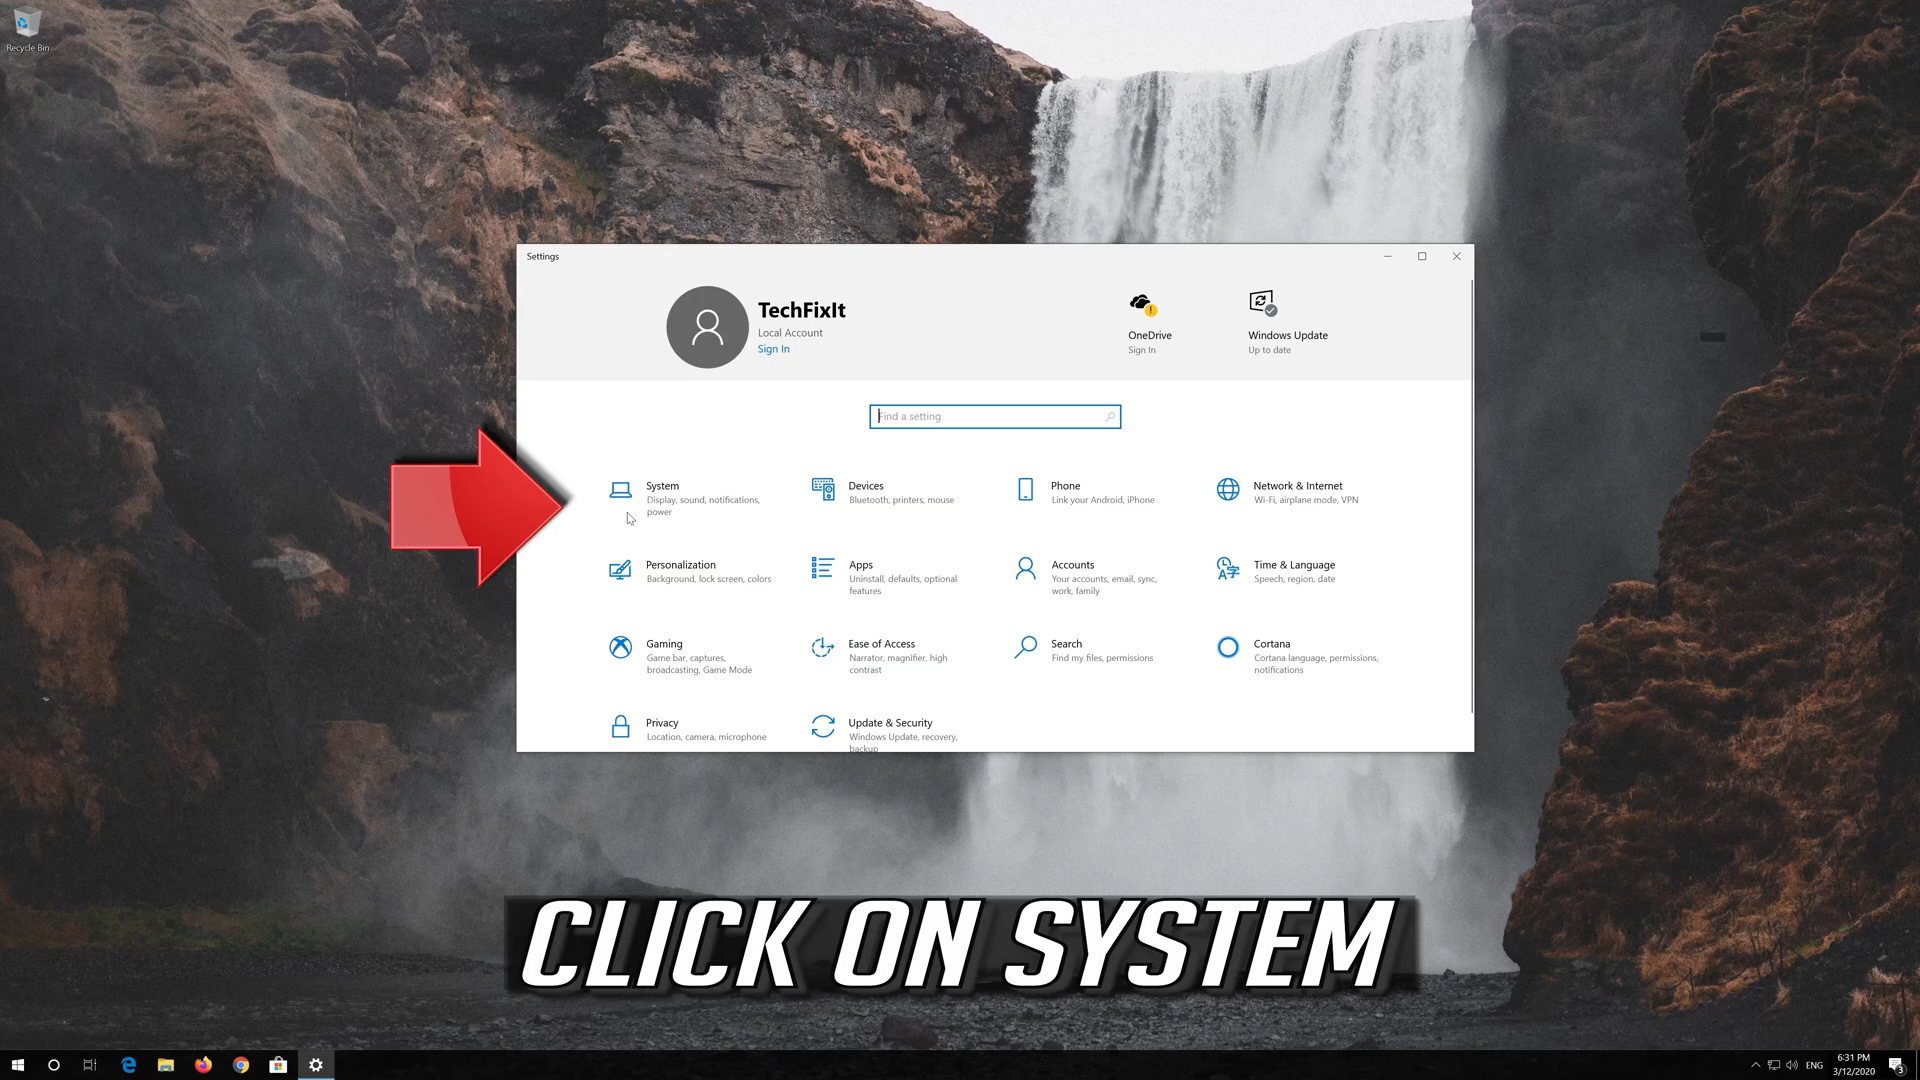 Recycle Bin
Settings
TechFixIt
Local Account
Sign In
OneDrive
Sign In
Windows Update
Up to date
Find a setting
System
Display, sound, notifications,
power
Devices
Bluetooth, printers, mouse
Phone
Link your Android, iPhone
Network & Internet
Wi-Fi, airplane mode, VPN
Personalization
Background, lock screen, colors
Apps
Uninstall, defaults, optional
features
Accounts
Your accounts, email, sync,
work, family
Time & Language
Speech, region, date
Gaming
Game bar, captures,
broadcasting, Game Mode
Ease of Access
Narrator, magnifier, high
contrast
Search
Find my files, permissions
Cortana
Cortana language, permissions,
notifications
Privacy
Location, camera, microphone
Update & Security
Windows Update, recovery,
backup
CLICK ON SYSTEM
ENG
6:31 PM
3/12/2020
3